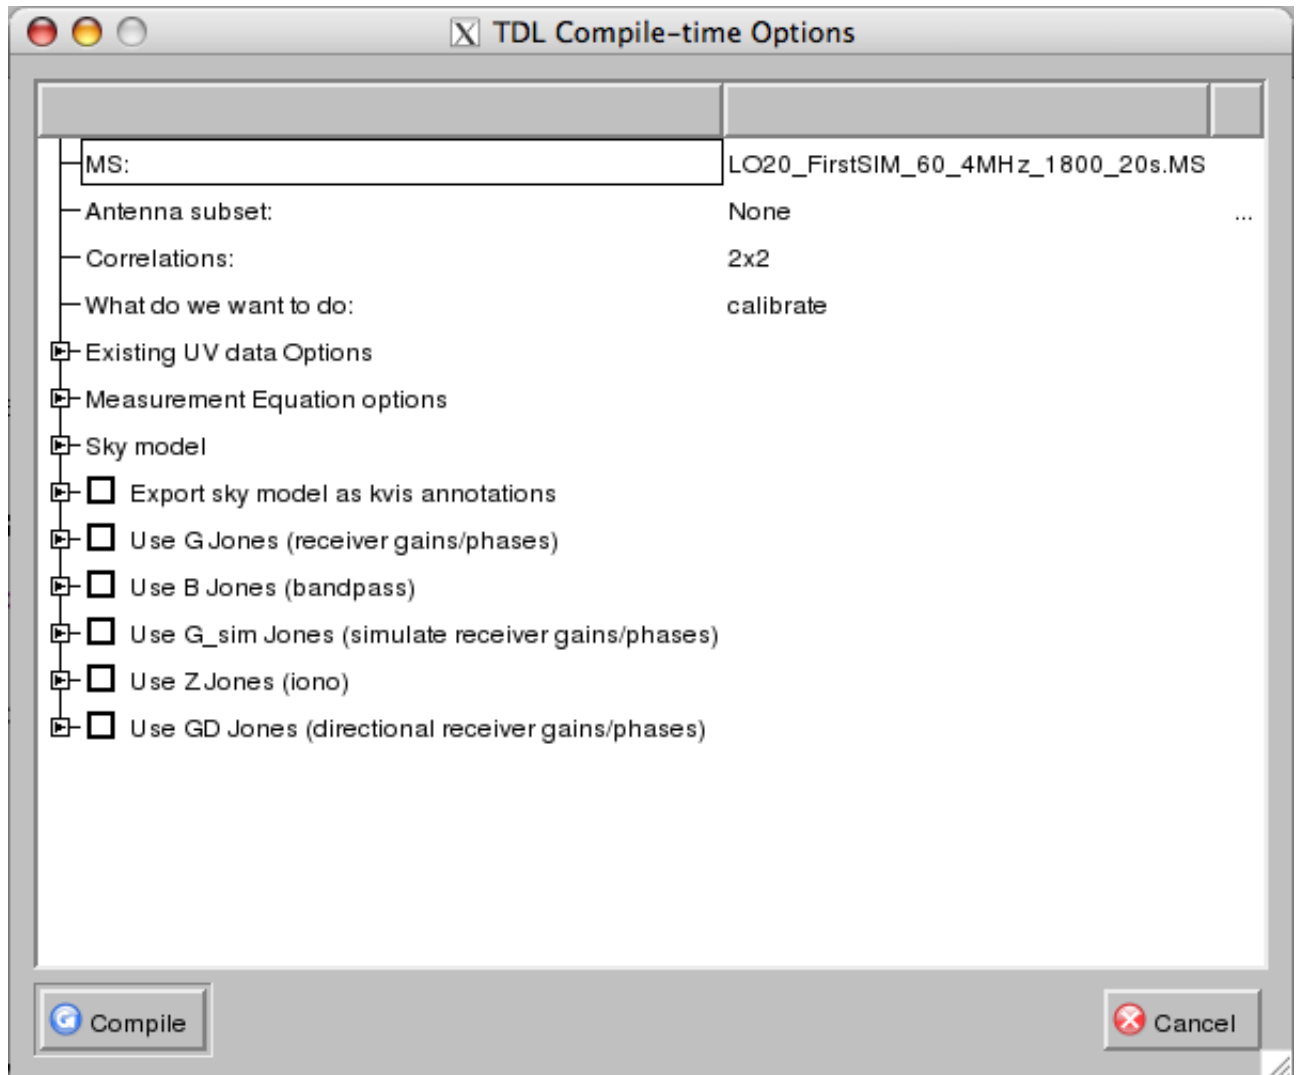 TDL Compile-time Options
MS: LO20_FirstSIM_60_4MHz_1800_20s.MS
Antenna subset: None ...
Correlations: 2x2
What do we want to do: calibrate
Existing UV data Options
Measurement Equation options
Sky model
Export sky model as kvis annotations
Use G Jones (receiver gains/phases)
Use B Jones (bandpass)
Use G_sim Jones (simulate receiver gains/phases)
Use Z Jones (iono)
Use GD Jones (directional receiver gains/phases)
Compile Cancel